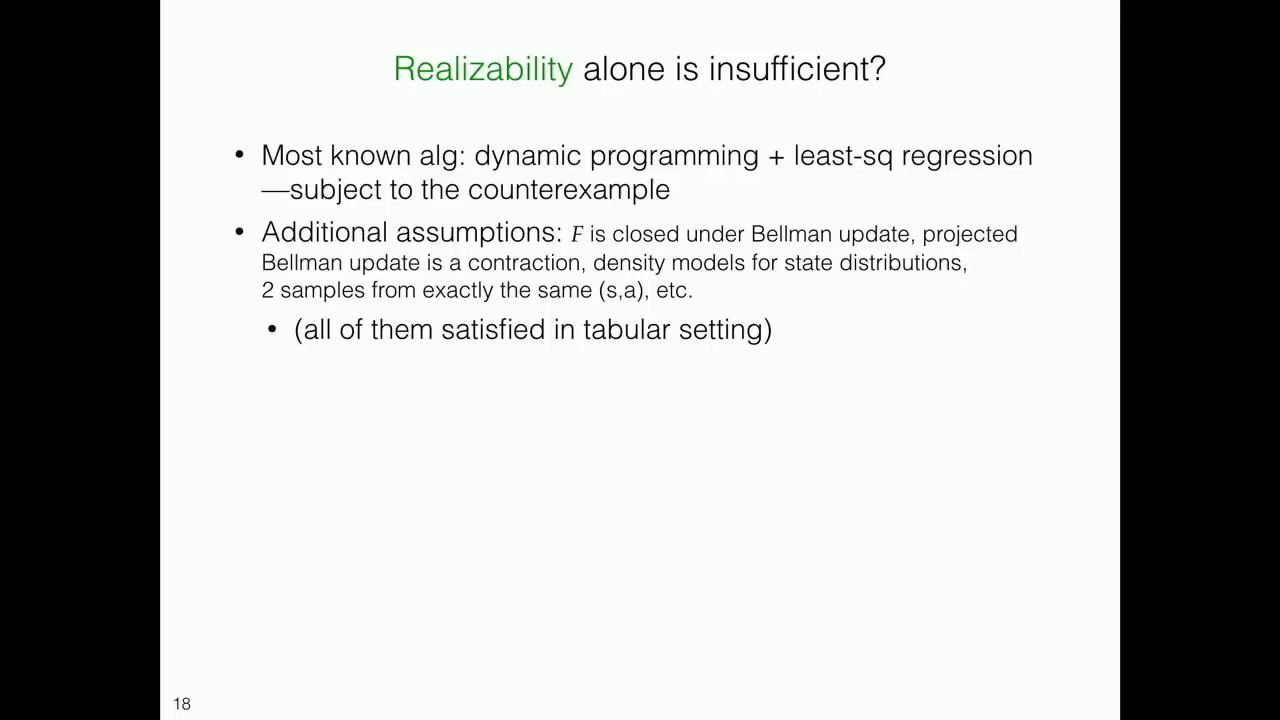 Realizability alone is insufficient?
• Most known alg: dynamic programming + least-sq regression
—subject to the counterexample
• Additional assumptions: F is closed under Bellman update, projected
Bellman update is a contraction, density models for state distributions,
2 samples from exactly the same (s,a), etc.
• (all of them satisfied in tabular setting)
18